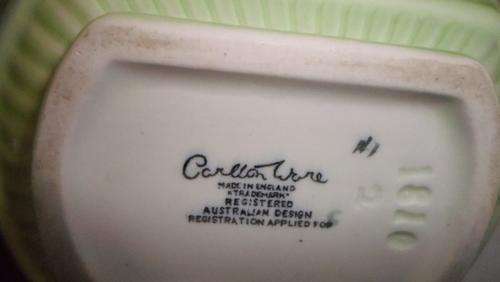 Carlton Ware
MADE IN ENGLAND
"TRADEMARK"
REGISTERED
AUSTRALIAN DESIGN
REGISTRATION APPLIED FOR